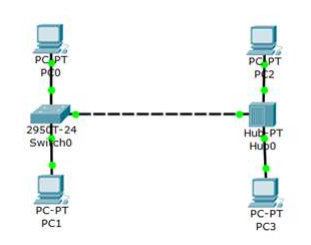 PC-PT
PC0
PC-PT
PC2
2950T-24
Switch0
Hub-PT
Hub0
PC-PT
PC1
PC-PT
PC3